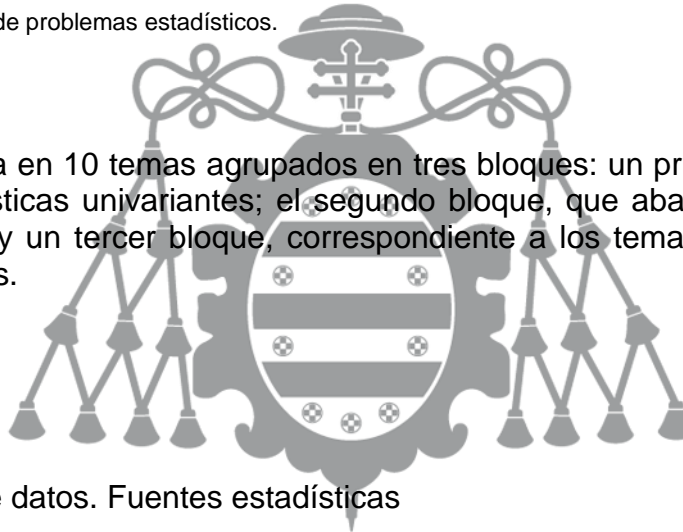 de problemas estadísticos.
a en 10 temas agrupados en tres bloques: un pr
sticas univariantes; el segundo bloque, que aba
y un tercer bloque, correspondiente a los tema
s.
e datos. Fuentes estadísticas